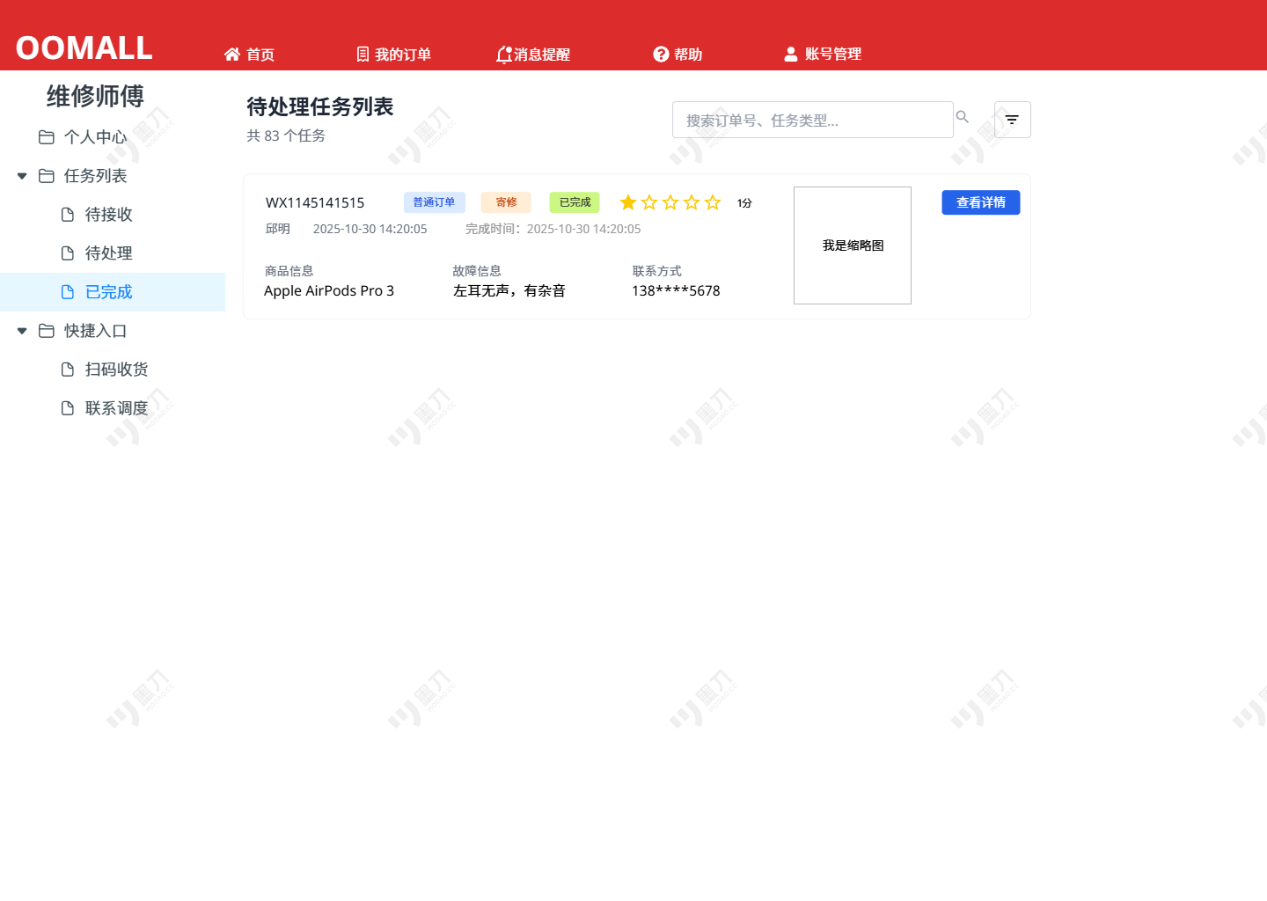 OOMALL
首页
我的订单
消息提醒
帮助
账号管理
维修师傅
个人中心
任务列表
待接收
待处理
已完成
快捷入口
扫码收货
联系调度
待处理任务列表
共 83 个任务
搜索订单号、任务类型...
WX1145141515
普通订单
寄修
已完成
1分
查看详情
邱明
2025-10-30 14:20:05
完成时间：2025-10-30 14:20:05
我是缩略图
商品信息
故障信息
联系方式
Apple AirPods Pro 3
左耳无声，有杂音
138****5678
墨刀